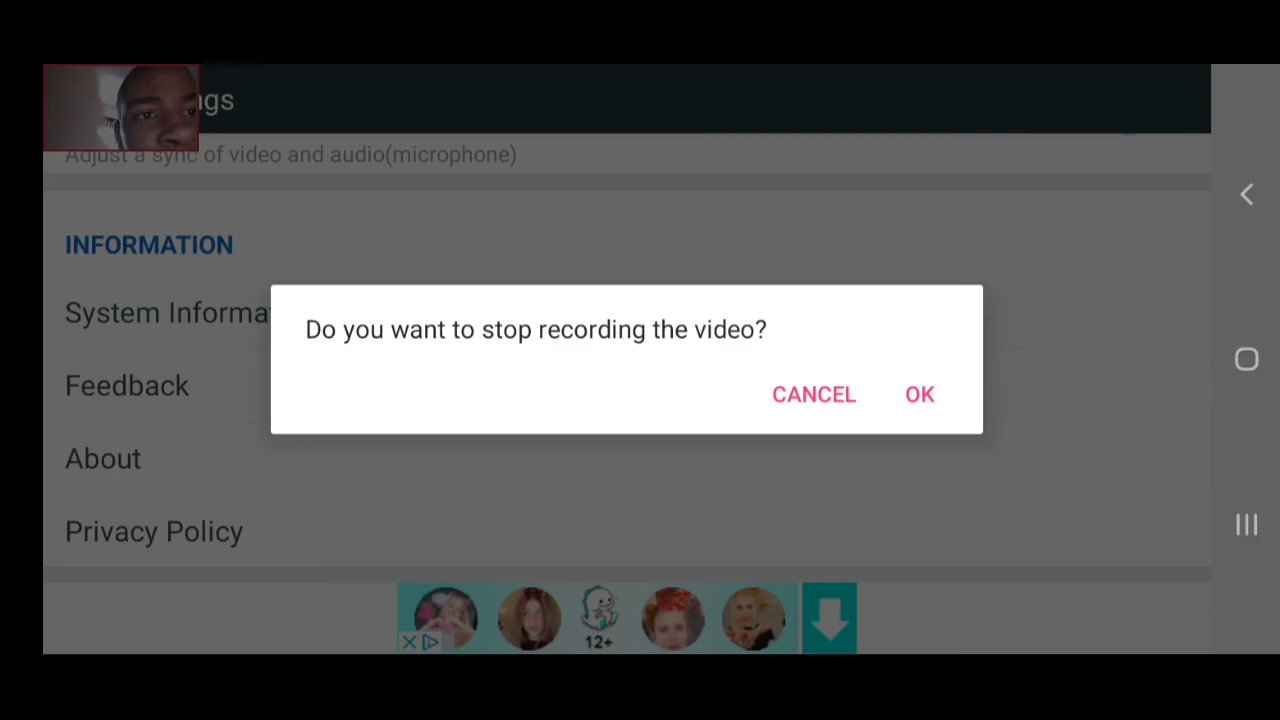 ngs
Adjust a sync of video and audio(microphone)
INFORMATION
System Informa
Do you want to stop recording the video?
Feedback
CANCEL OK
About
Privacy Policy
12+